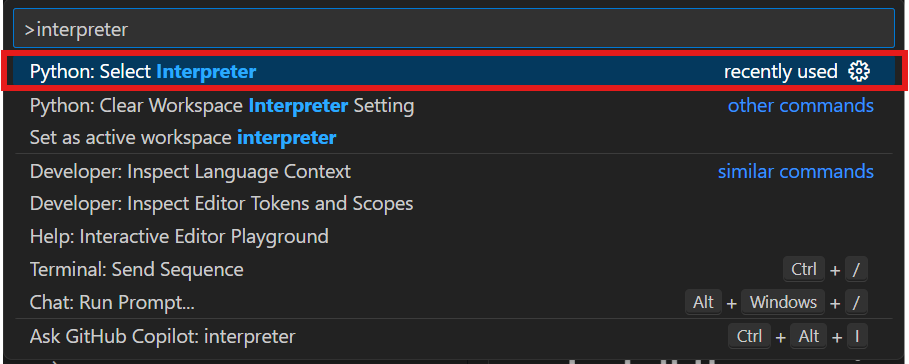 >interpreter
Python: Select Interpreter recently used
Python: Clear Workspace Interpreter Setting other commands
Set as active workspace interpreter
Developer: Inspect Language Context similar commands
Developer: Inspect Editor Tokens and Scopes
Help: Interactive Editor Playground
Terminal: Send Sequence Ctrl + /
Chat: Run Prompt... Alt + Windows + /
Ask GitHub Copilot: interpreter Ctrl + Alt + I